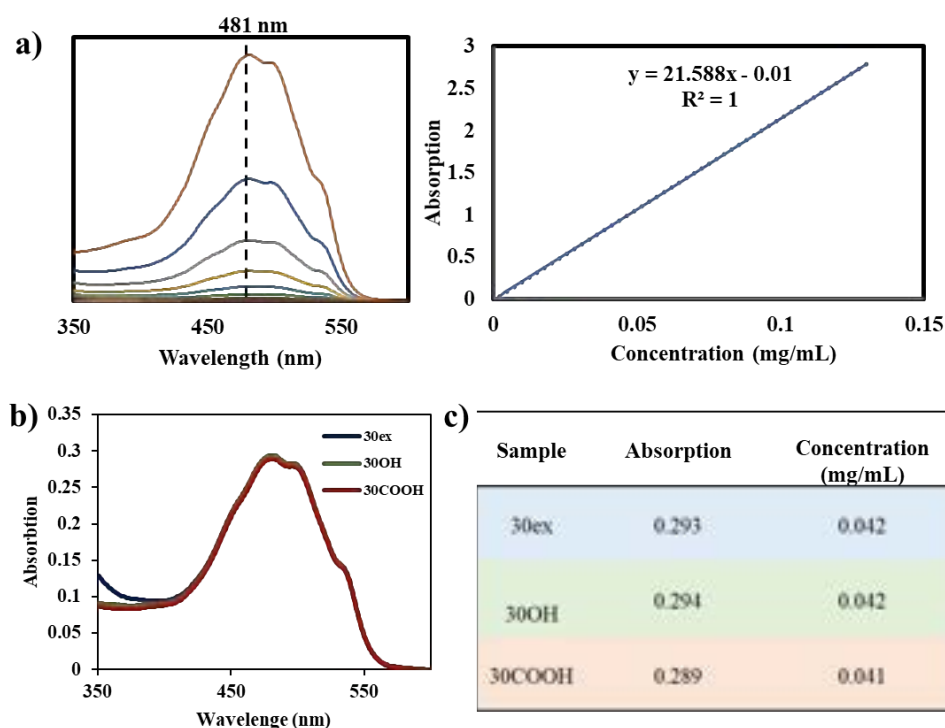 a)
481 nm
350
450
550
Wavelength (nm)
3
2.5
2
1.5
1
0.5
0
Absorption
y = 21.588x - 0.01
R² = 1
0
0.05
0.1
0.15
Concentration (mg/mL)
b)
0.35
0.3
0.25
0.2
0.15
0.1
0.05
0
Absorbtion
30ex
30OH
30COOH
350
450
550
Wavelenge (nm)
c)
Sample Absorption Concentration
(mg/mL)
30ex 0.293 0.042
30OH 0.294 0.042
30COOH 0.289 0.041